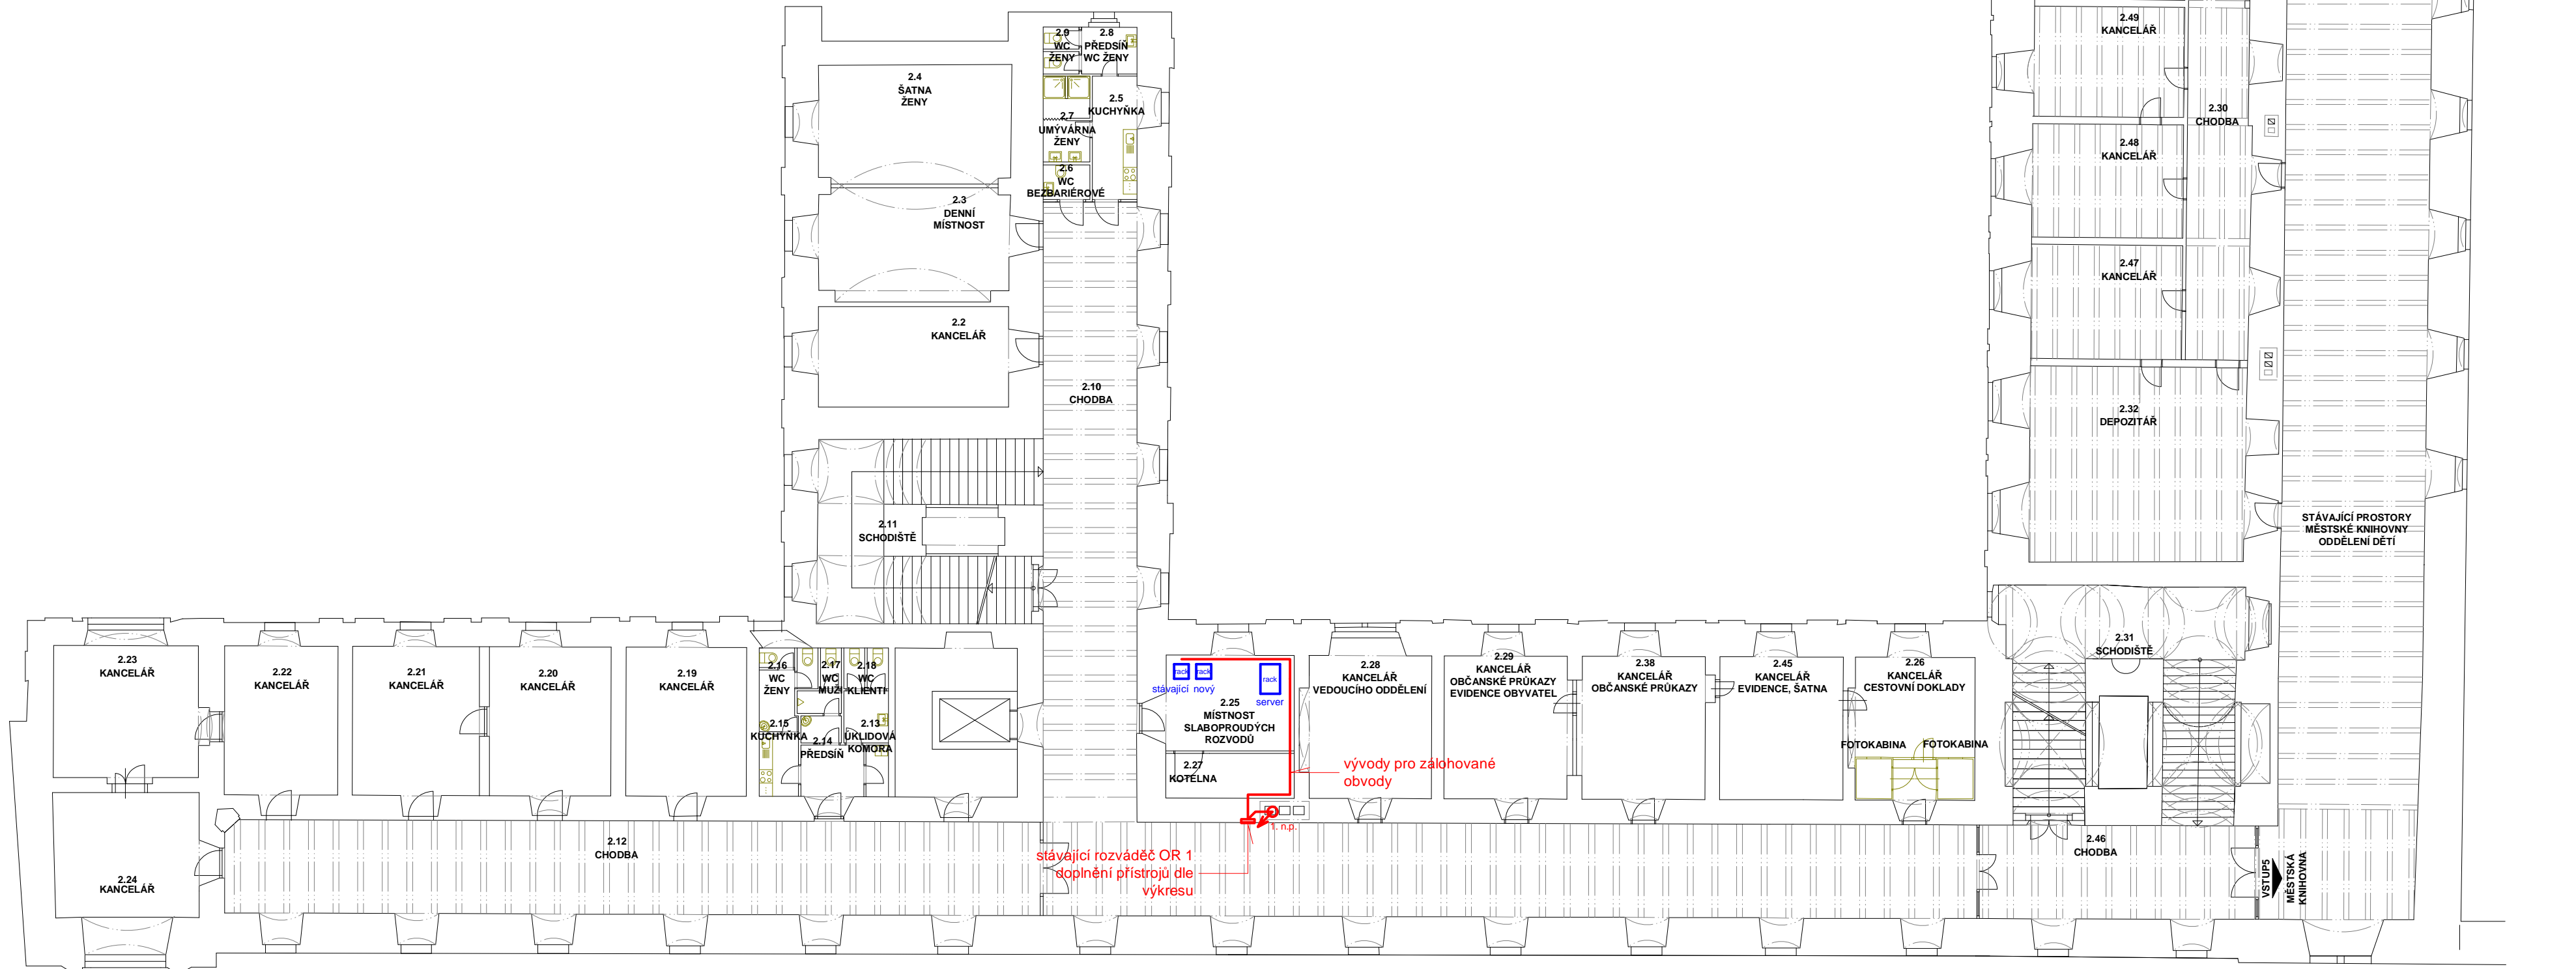 2.9
WC
ŽENY
2.8
PŘEDSÍŇ
WC ŽENY
2.4
ŠATNA
ŽENY
2.5
KUCHYŇKA
2.7
UMÝVÁRNA
ŽENY
2.6
WC
BEZBARIÉROVÉ
2.3
DENNÍ
MÍSTNOST
2.2
KANCELÁŘ
2.10
CHODBA
2.11
SCHODIŠTĚ
2.49
KANCELÁŘ
2.30
CHODBA
2.48
KANCELÁŘ
2.47
KANCELÁŘ
2.32
DEPOZITÁŘ
STÁVAJÍCÍ PROSTORY
MĚSTSKÉ KNIHOVNY
ODDĚLENÍ DĚTÍ
2.23
KANCELÁŘ
2.22
KANCELÁŘ
2.21
KANCELÁŘ
2.20
KANCELÁŘ
2.19
KANCELÁŘ
2.16
WC
ŽENY
2.17
WC
MUŽI
2.18
WC
KLIENTI
2.15
KUCHYŇKA
2.14
PŘEDSÍŇ
2.13
ÚKLIDOVÁ
KOMORA
rack
stávající
rack
nový
rack
server
2.25
MÍSTNOST
SLABOPROUDÝCH
ROZVODŮ
2.27
KOTELNA
2.28
KANCELÁŘ
VEDOUCÍHO ODDĚLENÍ
2.29
KANCELÁŘ
OBČANSKÉ PRŮKAZY
EVIDENCE OBYVATEL
2.38
KANCELÁŘ
OBČANSKÉ PRŮKAZY
2.45
KANCELÁŘ
EVIDENCE, ŠATNA
2.26
KANCELÁŘ
CESTOVNÍ DOKLADY
FOTOKABINA
FOTOKABINA
2.31
SCHODIŠTĚ
vývody pro zálohované
obvody
1. n.p.
stávající rozváděč OR 1
doplnění přístrojů dle
výkresu
2.12
CHODBA
2.24
KANCELÁŘ
2.46
CHODBA
VSTUP5
MĚSTSKÁ
KNIHOVNA